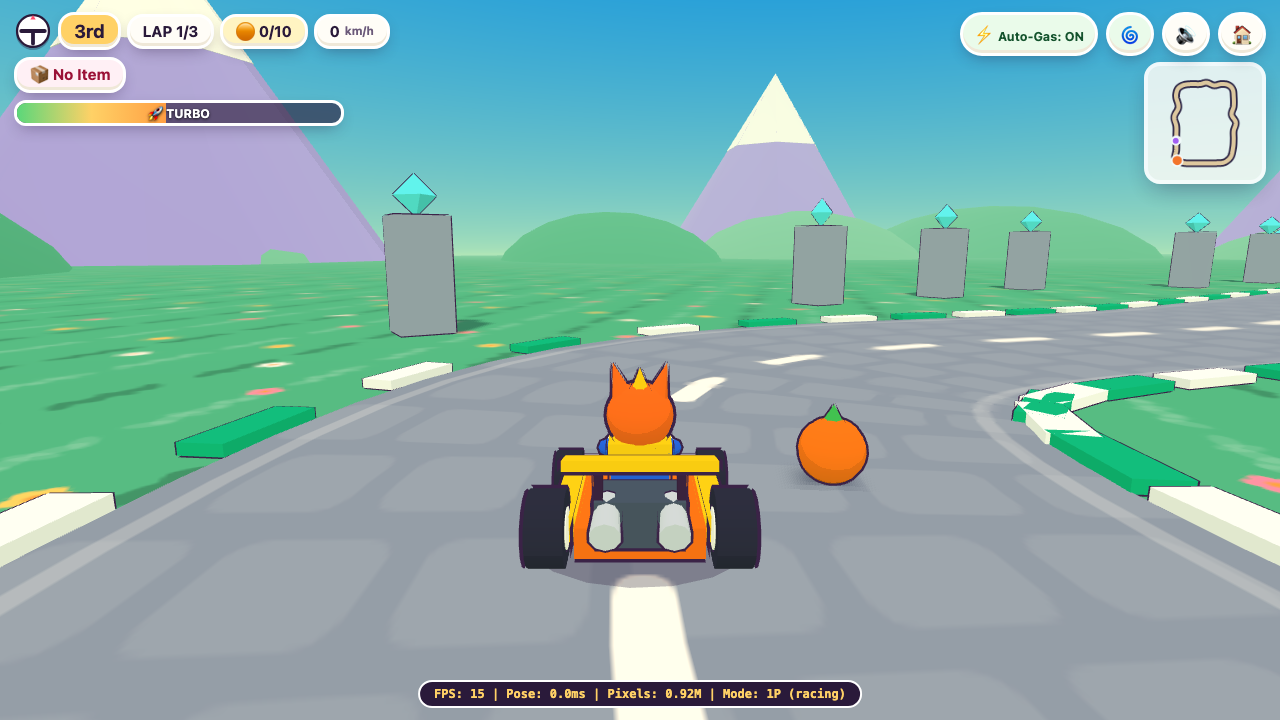 3rd
LAP 1/3
0/10
0 km/h
Auto-Gas: ON
No Item
TURBO
FPS: 15 | Pose: 0.0ms | Pixels: 0.92M | Mode: 1P (racing)